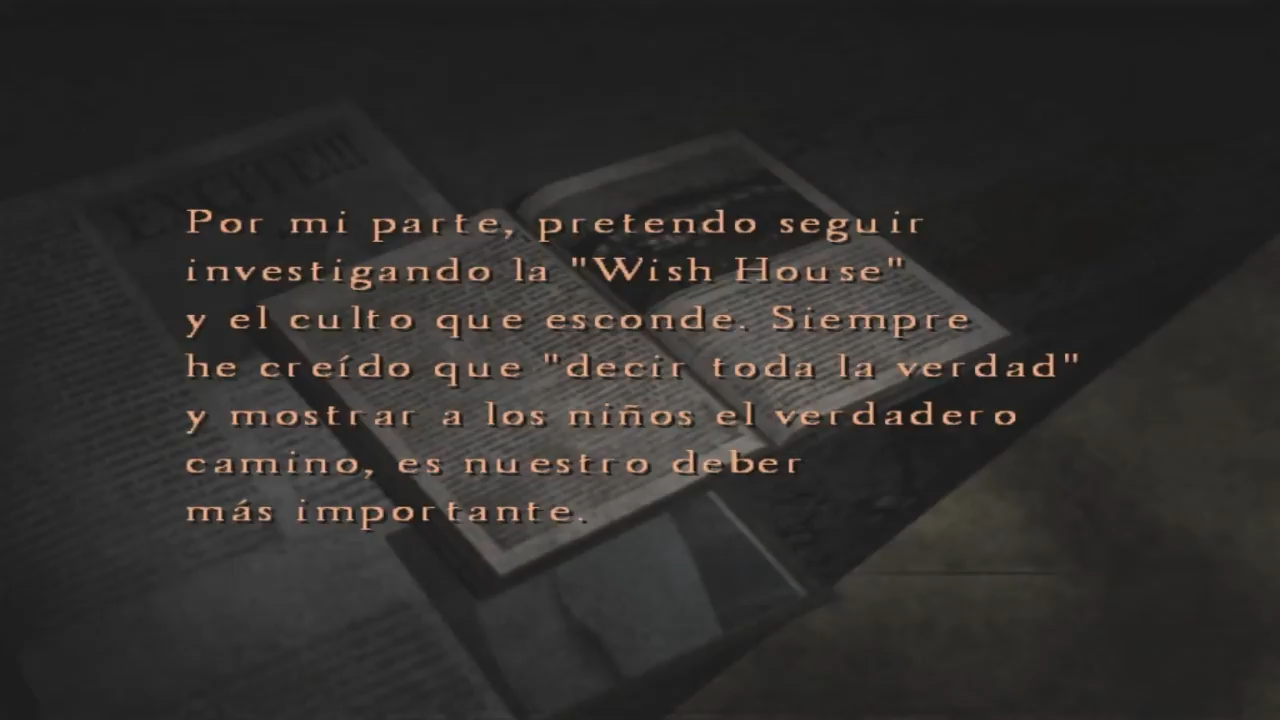 EXCITE!!!
Por mi parte, pretendo seguir
investigando la "Wish House"
y el culto que esconde. Siempre
he creído que "decir toda la verdad"
y mostrar a los niños el verdadero
camino, es nuestro deber
más importante.